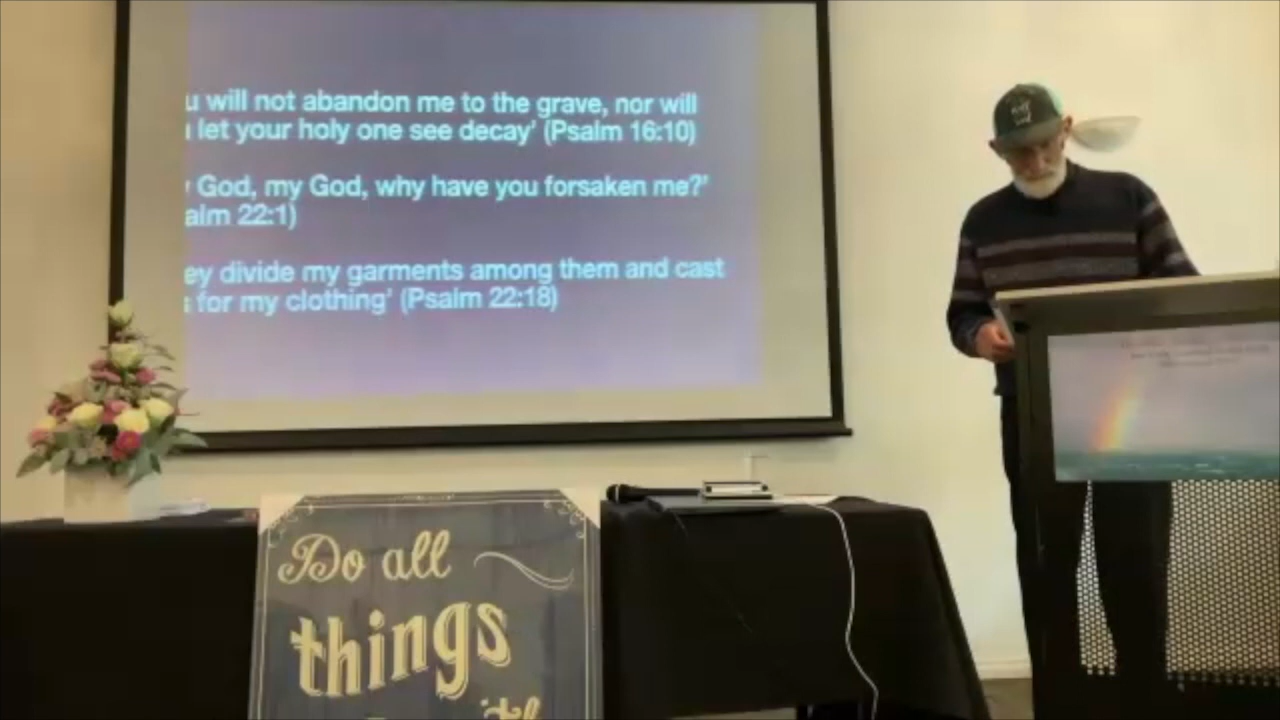 u will not abandon me to the grave, nor will
let your holy one see decay' (Psalm 16:10)
God, my God, why have you forsaken me?'
alm 22:1)
ey divide my garments among them and cast
s for my clothing' (Psalm 22:18)
Do all
things